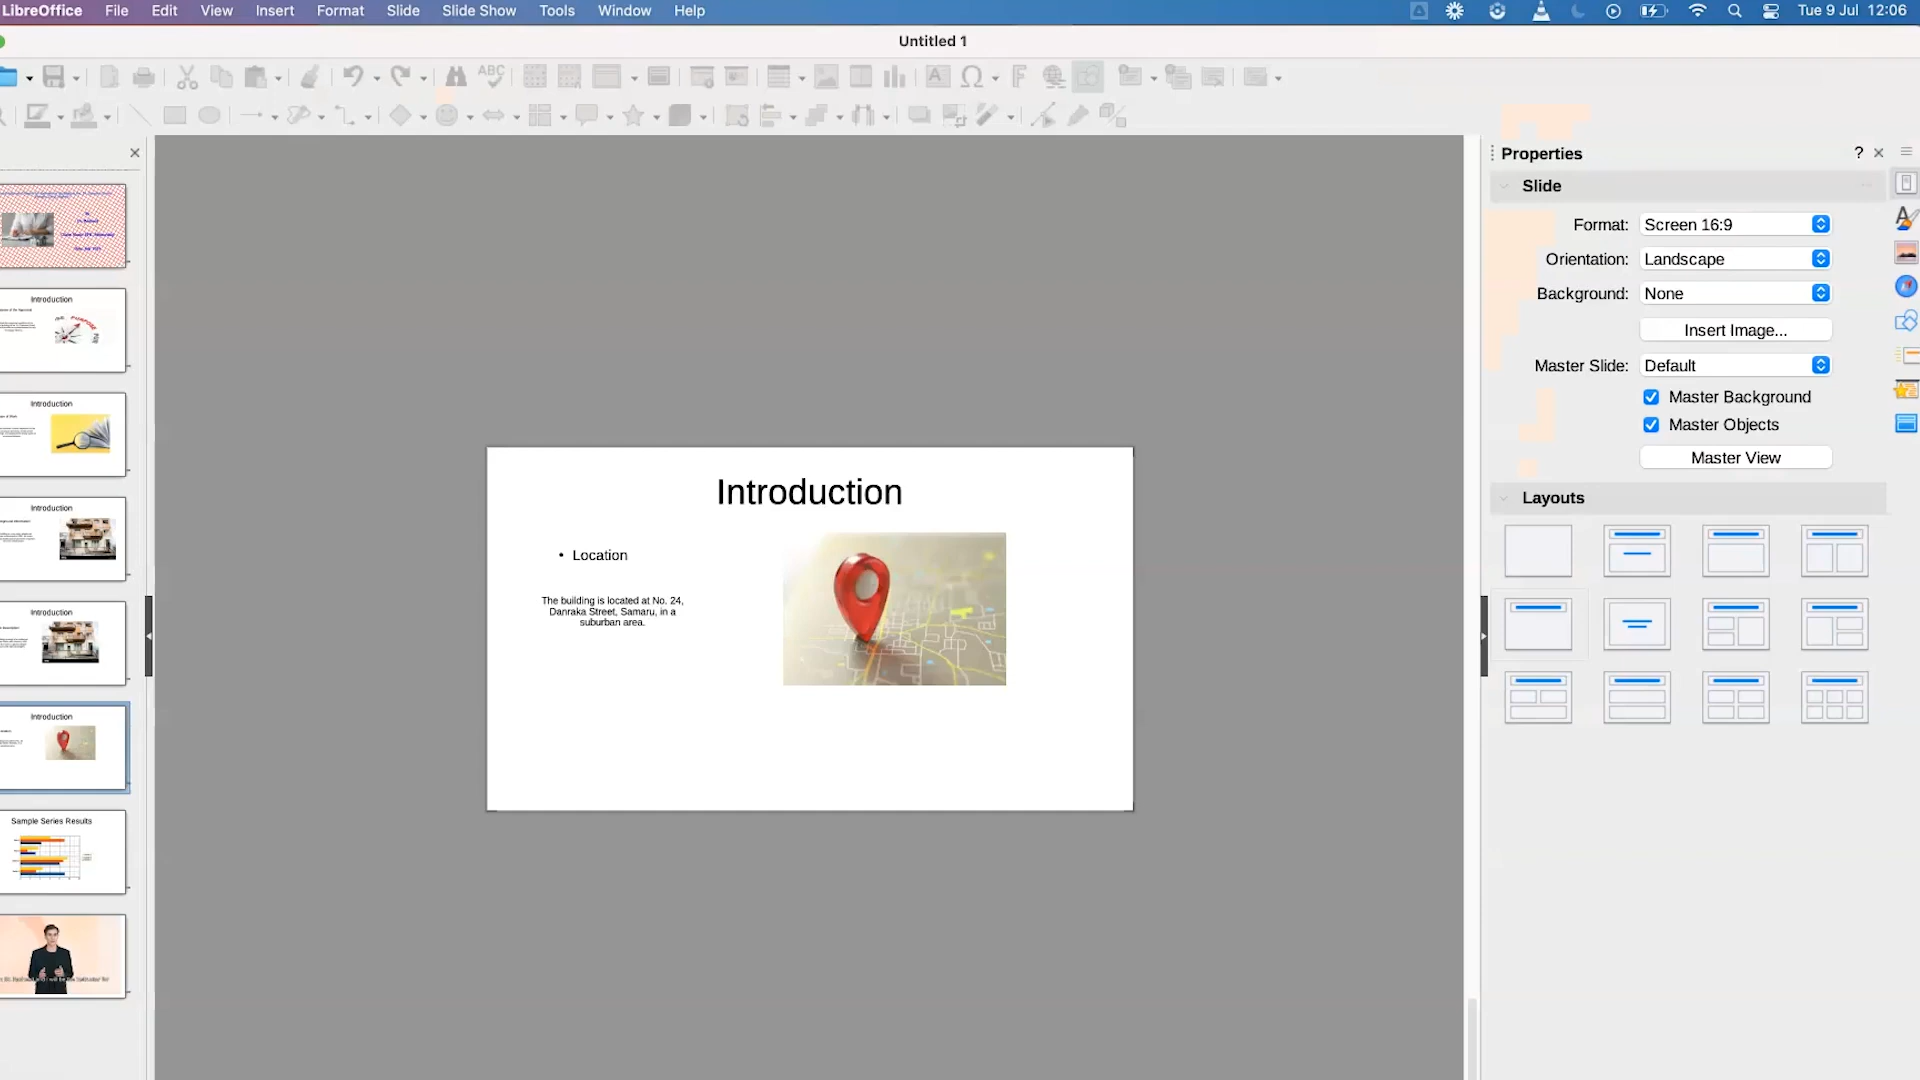 LibreOffice File Edit View Insert Format Slide Slide Show Tools Window Help Tue 9 Jul 12:06
Untitled 1
ABC
Properties ?
Slide
Format: Screen 16:9
Orientation: Landscape
Background: None
Insert Image...
Master Slide: Default
Master Background
Master Objects
Master View
Layouts
Introduction
• Location
The building is located at No. 24,
Danraka Street, Samaru, in a
suburban area.
Introduction
Introduction
Introduction
Introduction
Introduction
Sample Series Results